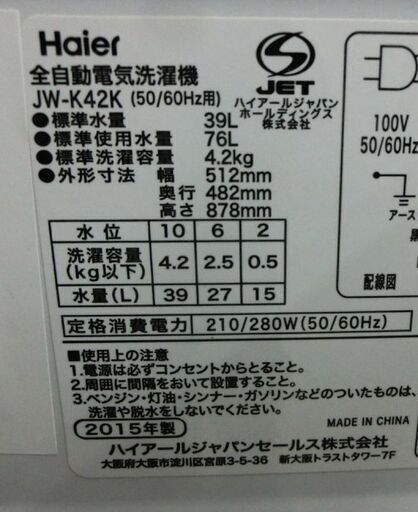 Haier
S
JET
全自動電気洗濯機
JW-K42K (50/60Hz用)
ハイアールジャパン
ホールディングス
株式会社
●標準水量 39L
●標準使用水量 76L
●標準洗濯容量 4.2kg
●外形寸法 幅 512mm
奥行 482mm
高さ 878mm
100V
50/60Hz
アース
配線図
水位 10 6 2
洗濯容量(kg以下) 4.2 2.5 0.5
水量(L) 39 27 15
定格消費電力 210/280W(50/60Hz)
■使用上の注意
1.電源は必ずコンセントからとること。
2.周囲に間隔をおいて設置すること。
3.ベンジン・灯油・シンナー・ガソリンなどのついたものは、
洗濯や脱水をしないでください。
2015年製
MADE IN CHINA
ハイアールジャパンセールス株式会社
大阪府大阪市淀川区宮原3-5-36 新大阪トラストタワー7F